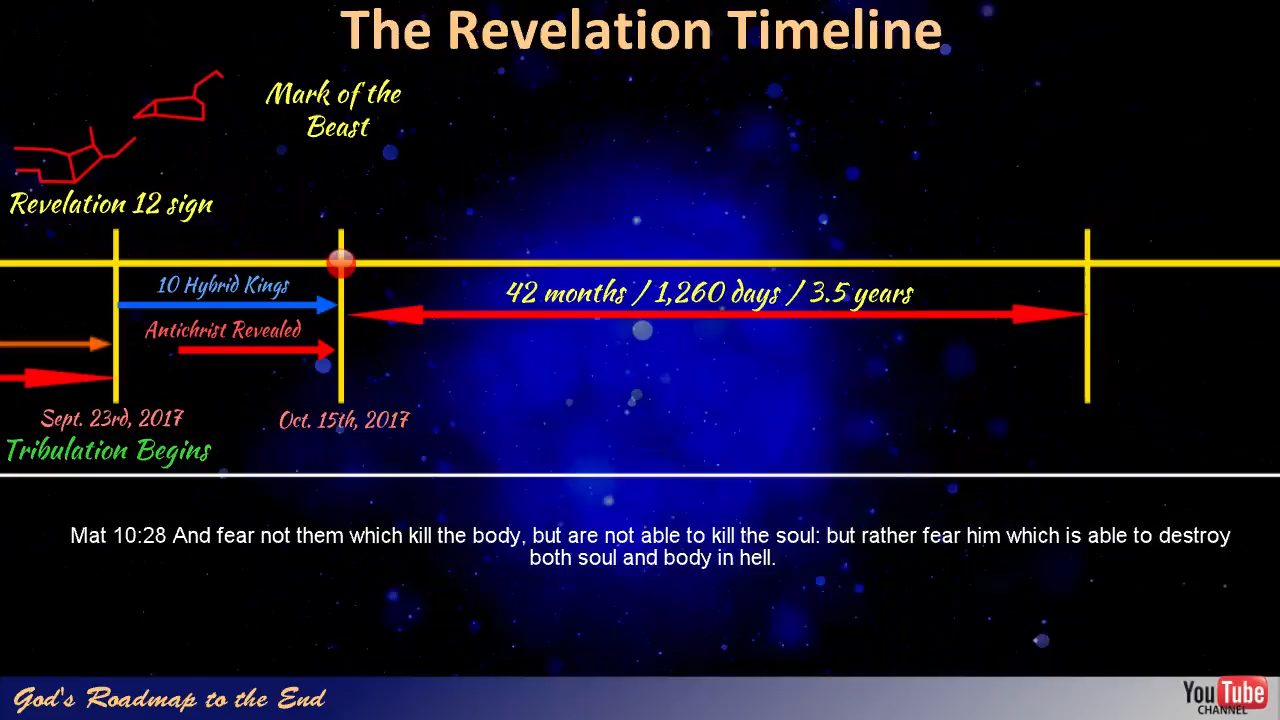 The Revelation Timeline
Mark of the
Beast
Revelation 12 sign
10 Hybrid Kings
42 months / 1,260 days / 3.5 years
Antichrist Revealed
Sept. 23rd, 2017
Oct. 15th, 2017
Tribulation Begins
Mat 10:28 And fear not them which kill the body, but are not able to kill the soul: but rather fear him which is able to destroy
both soul and body in hell.
God's Roadmap to the End
YouTube
CHANNEL